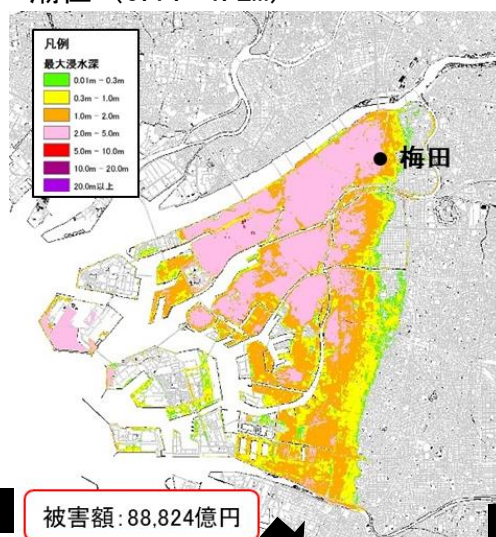 凡例
最大浸水深
0.01m - 0.3m
0.3m - 1.0m
1.0m - 2.0m
2.0m - 5.0m
5.0m - 10.0m
10.0m - 20.0m
20.0m以上
梅田
被害額:88,824億円